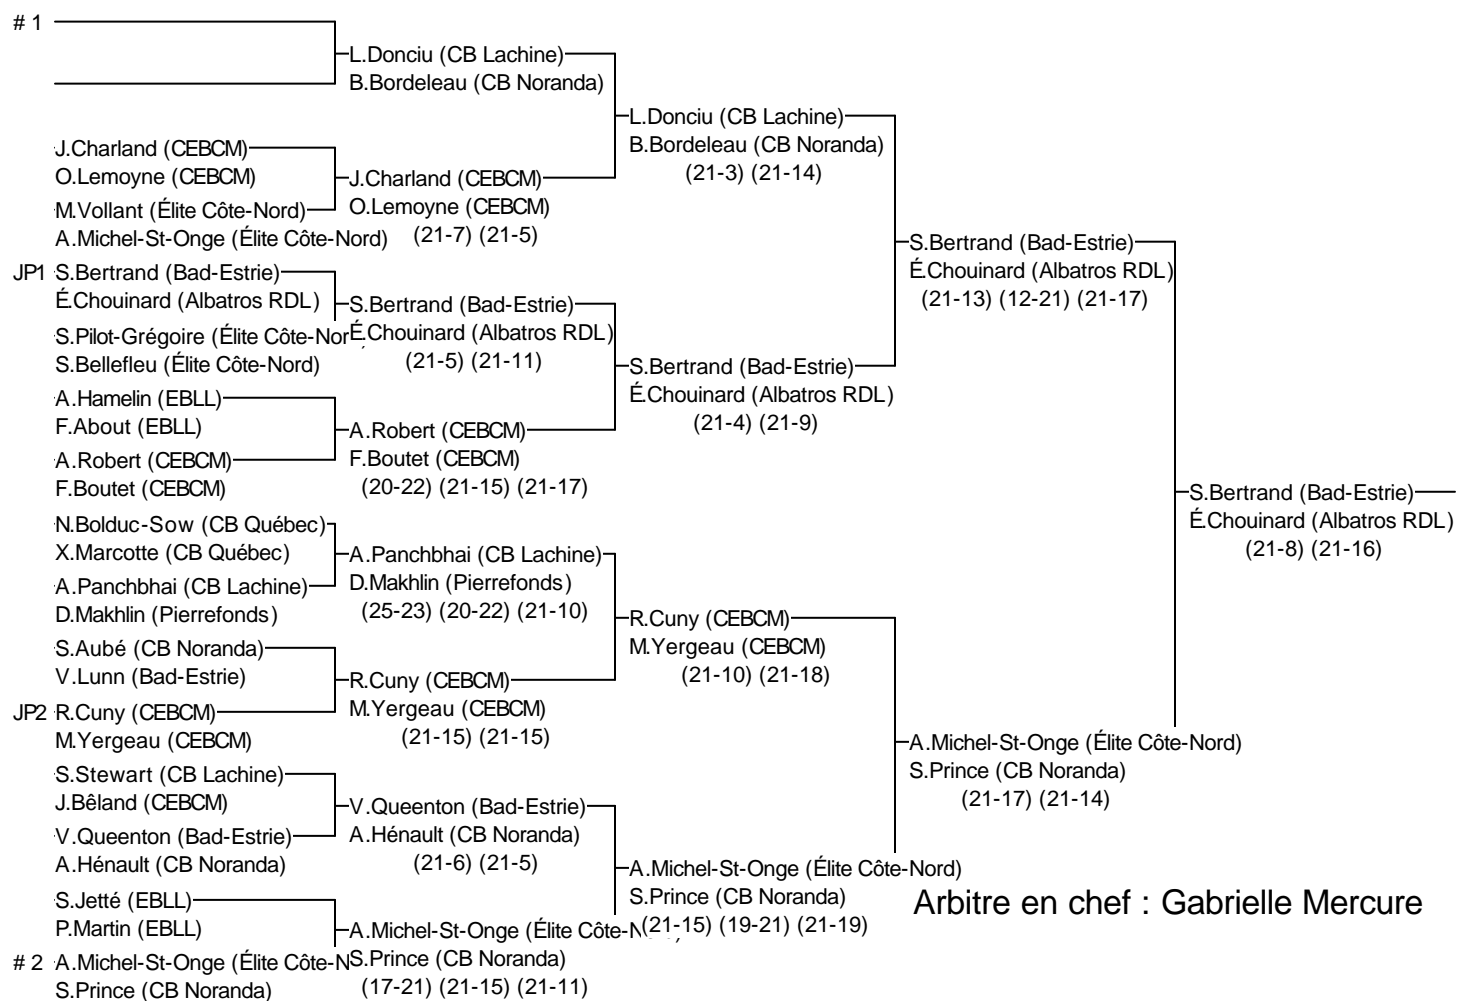 # 1
L.Donciu (CB Lachine)
B.Bordeleau (CB Noranda)
L.Donciu (CB Lachine)
B.Bordeleau (CB Noranda)
(21-3) (21-14)
J.Charland (CEBCM)
O.Lemoyne (CEBCM)
J.Charland (CEBCM)
O.Lemoyne (CEBCM)
(21-7) (21-5)
M.Vollant (Élite Côte-Nord)
A.Michel-St-Onge (Élite Côte-Nord)
S.Bertrand (Bad-Estrie)
É.Chouinard (Albatros RDL)
(21-13) (12-21) (21-17)
JP1 S.Bertrand (Bad-Estrie)
É.Chouinard (Albatros RDL)
S.Bertrand (Bad-Estrie)
É.Chouinard (Albatros RDL)
(21-5) (21-11)
S.Pilot-Grégoire (Élite Côte-Nor
S.Bellefleu (Élite Côte-Nord)
S.Bertrand (Bad-Estrie)
É.Chouinard (Albatros RDL)
(21-4) (21-9)
A.Hamelin (EBLL)
F.About (EBLL)
A.Robert (CEBCM)
F.Boutet (CEBCM)
(20-22) (21-15) (21-17)
A.Robert (CEBCM)
F.Boutet (CEBCM)
S.Bertrand (Bad-Estrie)
É.Chouinard (Albatros RDL)
(21-8) (21-16)
N.Bolduc-Sow (CB Québec)
X.Marcotte (CB Québec)
A.Panchbhai (CB Lachine)
D.Makhlin (Pierrefonds)
(25-23) (20-22) (21-10)
A.Panchbhai (CB Lachine)
D.Makhlin (Pierrefonds)
R.Cuny (CEBCM)
M.Yergeau (CEBCM)
(21-10) (21-18)
S.Aubé (CB Noranda)
V.Lunn (Bad-Estrie)
R.Cuny (CEBCM)
M.Yergeau (CEBCM)
(21-15) (21-15)
JP2 R.Cuny (CEBCM)
M.Yergeau (CEBCM)
A.Michel-St-Onge (Élite Côte-Nord)
S.Prince (CB Noranda)
(21-17) (21-14)
S.Stewart (CB Lachine)
J.Bêland (CEBCM)
V.Queenton (Bad-Estrie)
A.Hénault (CB Noranda)
(21-6) (21-5)
V.Queenton (Bad-Estrie)
A.Hénault (CB Noranda)
A.Michel-St-Onge (Élite Côte-Nord)
S.Prince (CB Noranda)
(21-15) (19-21) (21-19)
Arbitre en chef : Gabrielle Mercure
S.Jetté (EBLL)
P.Martin (EBLL)
A.Michel-St-Onge (Élite Côte-N
S.Prince (CB Noranda)
(17-21) (21-15) (21-11)
# 2 A.Michel-St-Onge (Élite Côte-N
S.Prince (CB Noranda)